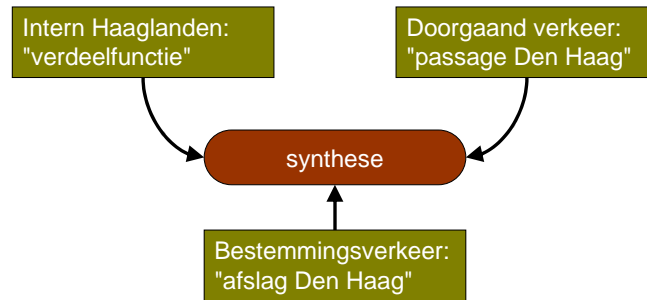 Intern Haaglanden:
"verdeelfunctie"
Doorgaand verkeer:
"passage Den Haag"
synthese
Bestemmingsverkeer:
"afslag Den Haag"